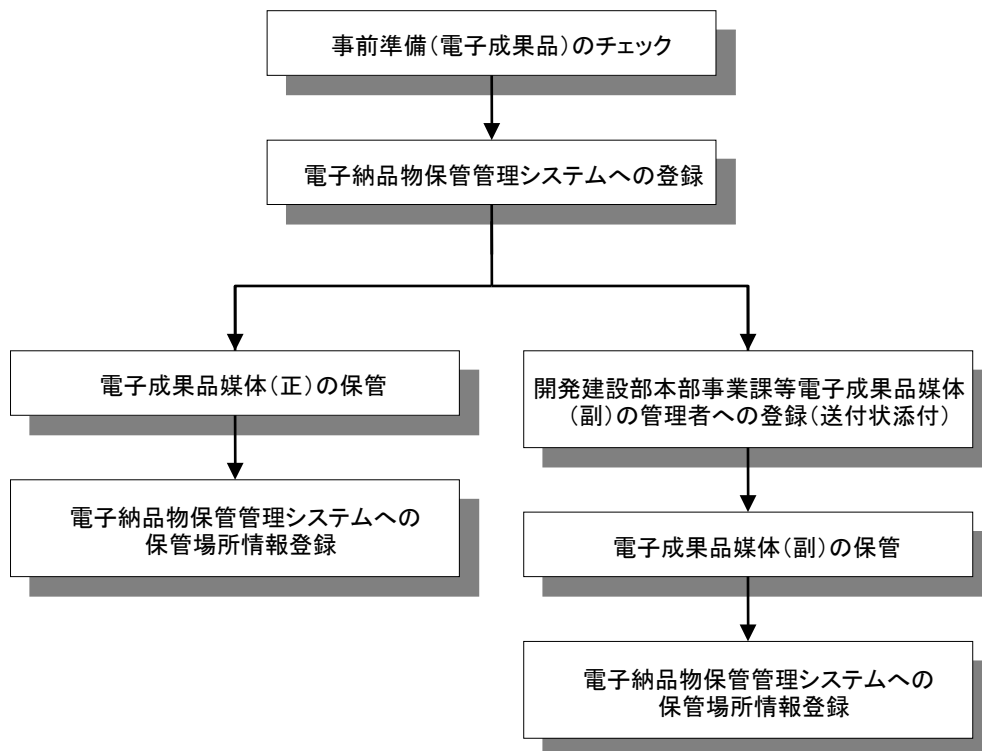 事前準備(電子成果品)のチェック
電子納品物保管管理システムへの登録
電子成果品媒体(正)の保管
電子納品物保管管理システムへの
保管場所情報登録
開発建設部本部事業課等電子成果品媒体
(副)の管理者への登録(送付状添付)
電子成果品媒体(副)の保管
電子納品物保管管理システムへの
保管場所情報登録